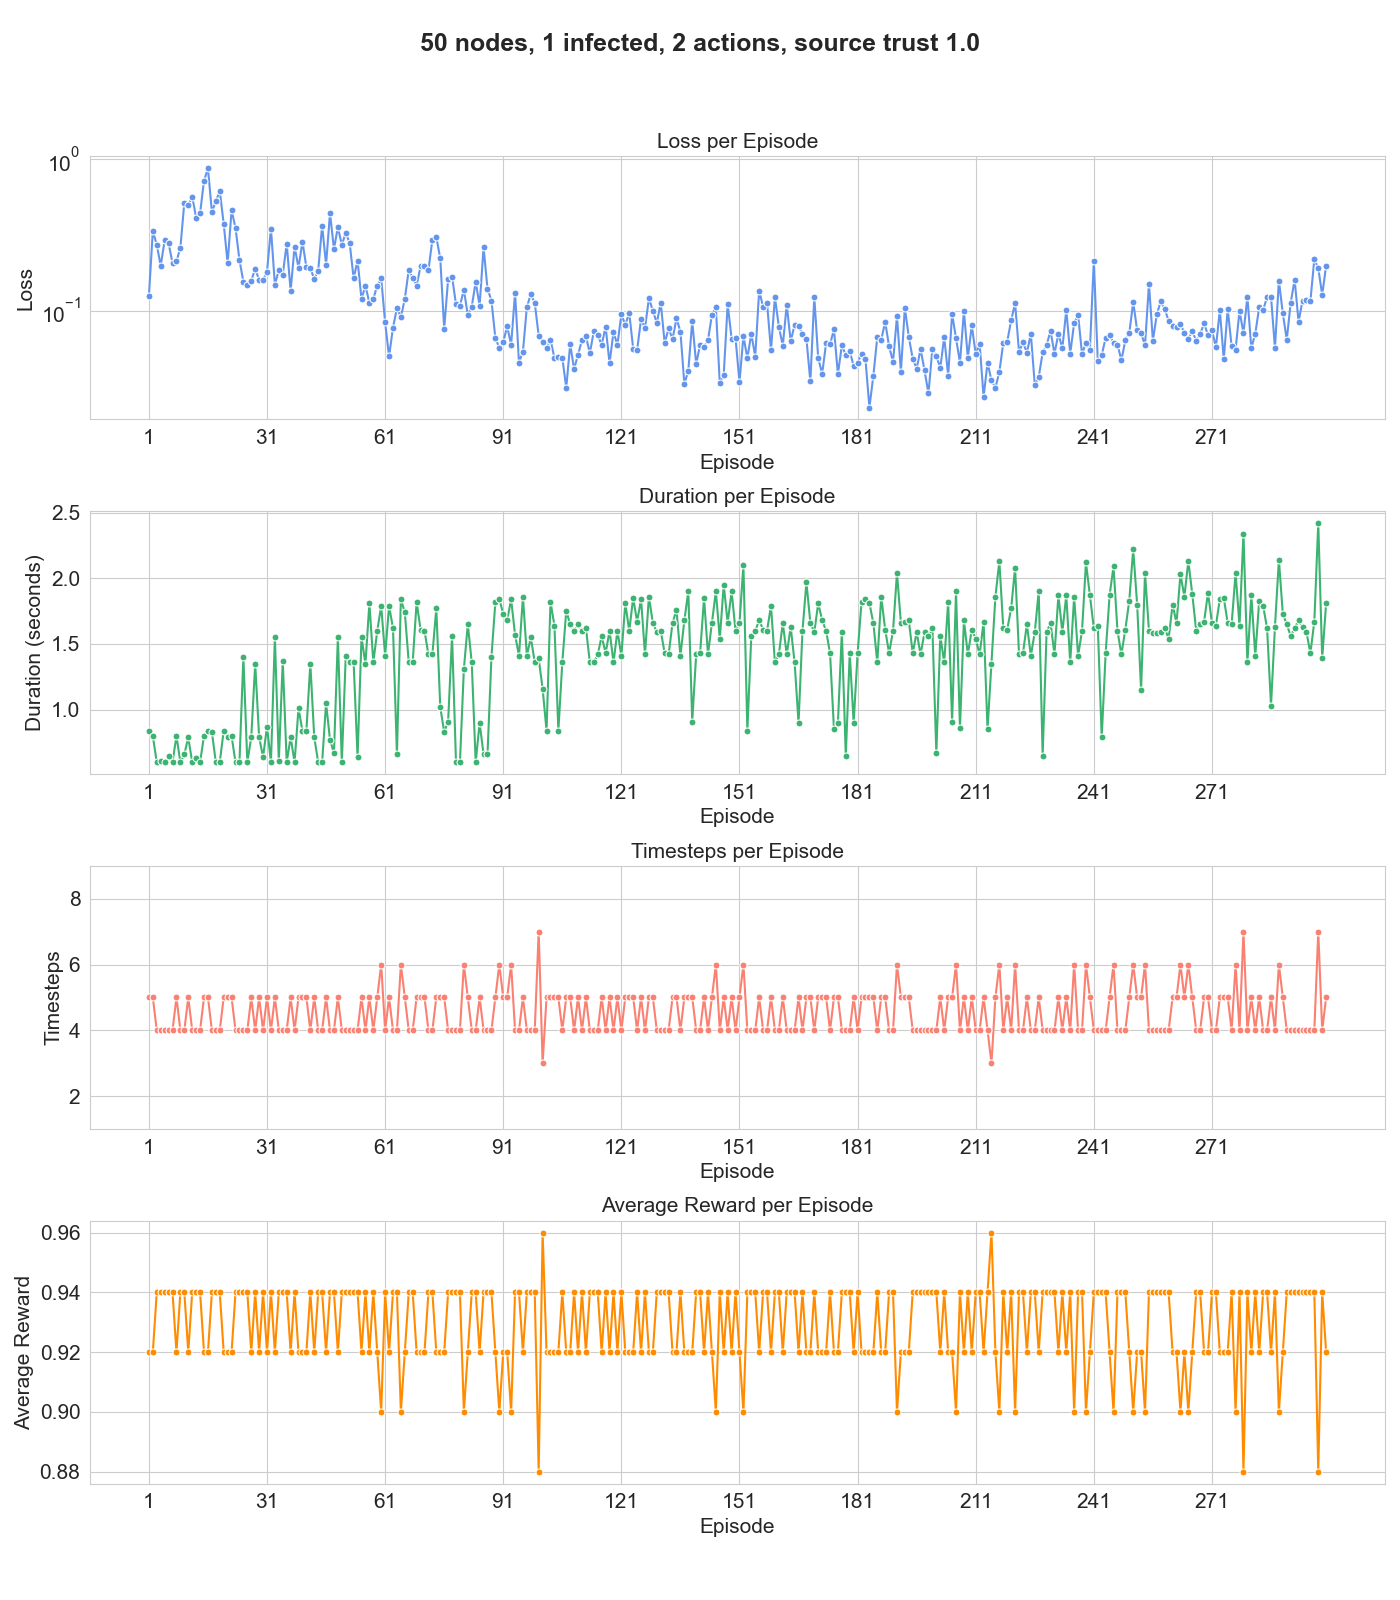 50 nodes, 1 infected, 2 actions, source trust 1.0
Loss per Episode
10^0
10^−1
Loss
1 31 61 91 121 151 181 211 241 271
Episode
Duration per Episode
2.5
2.0
1.5
1.0
Duration (seconds)
1 31 61 91 121 151 181 211 241 271
Episode
Timesteps per Episode
8
6
4
2
Timesteps
1 31 61 91 121 151 181 211 241 271
Episode
Average Reward per Episode
0.96
0.94
0.92
0.90
0.88
Average Reward
1 31 61 91 121 151 181 211 241 271
Episode